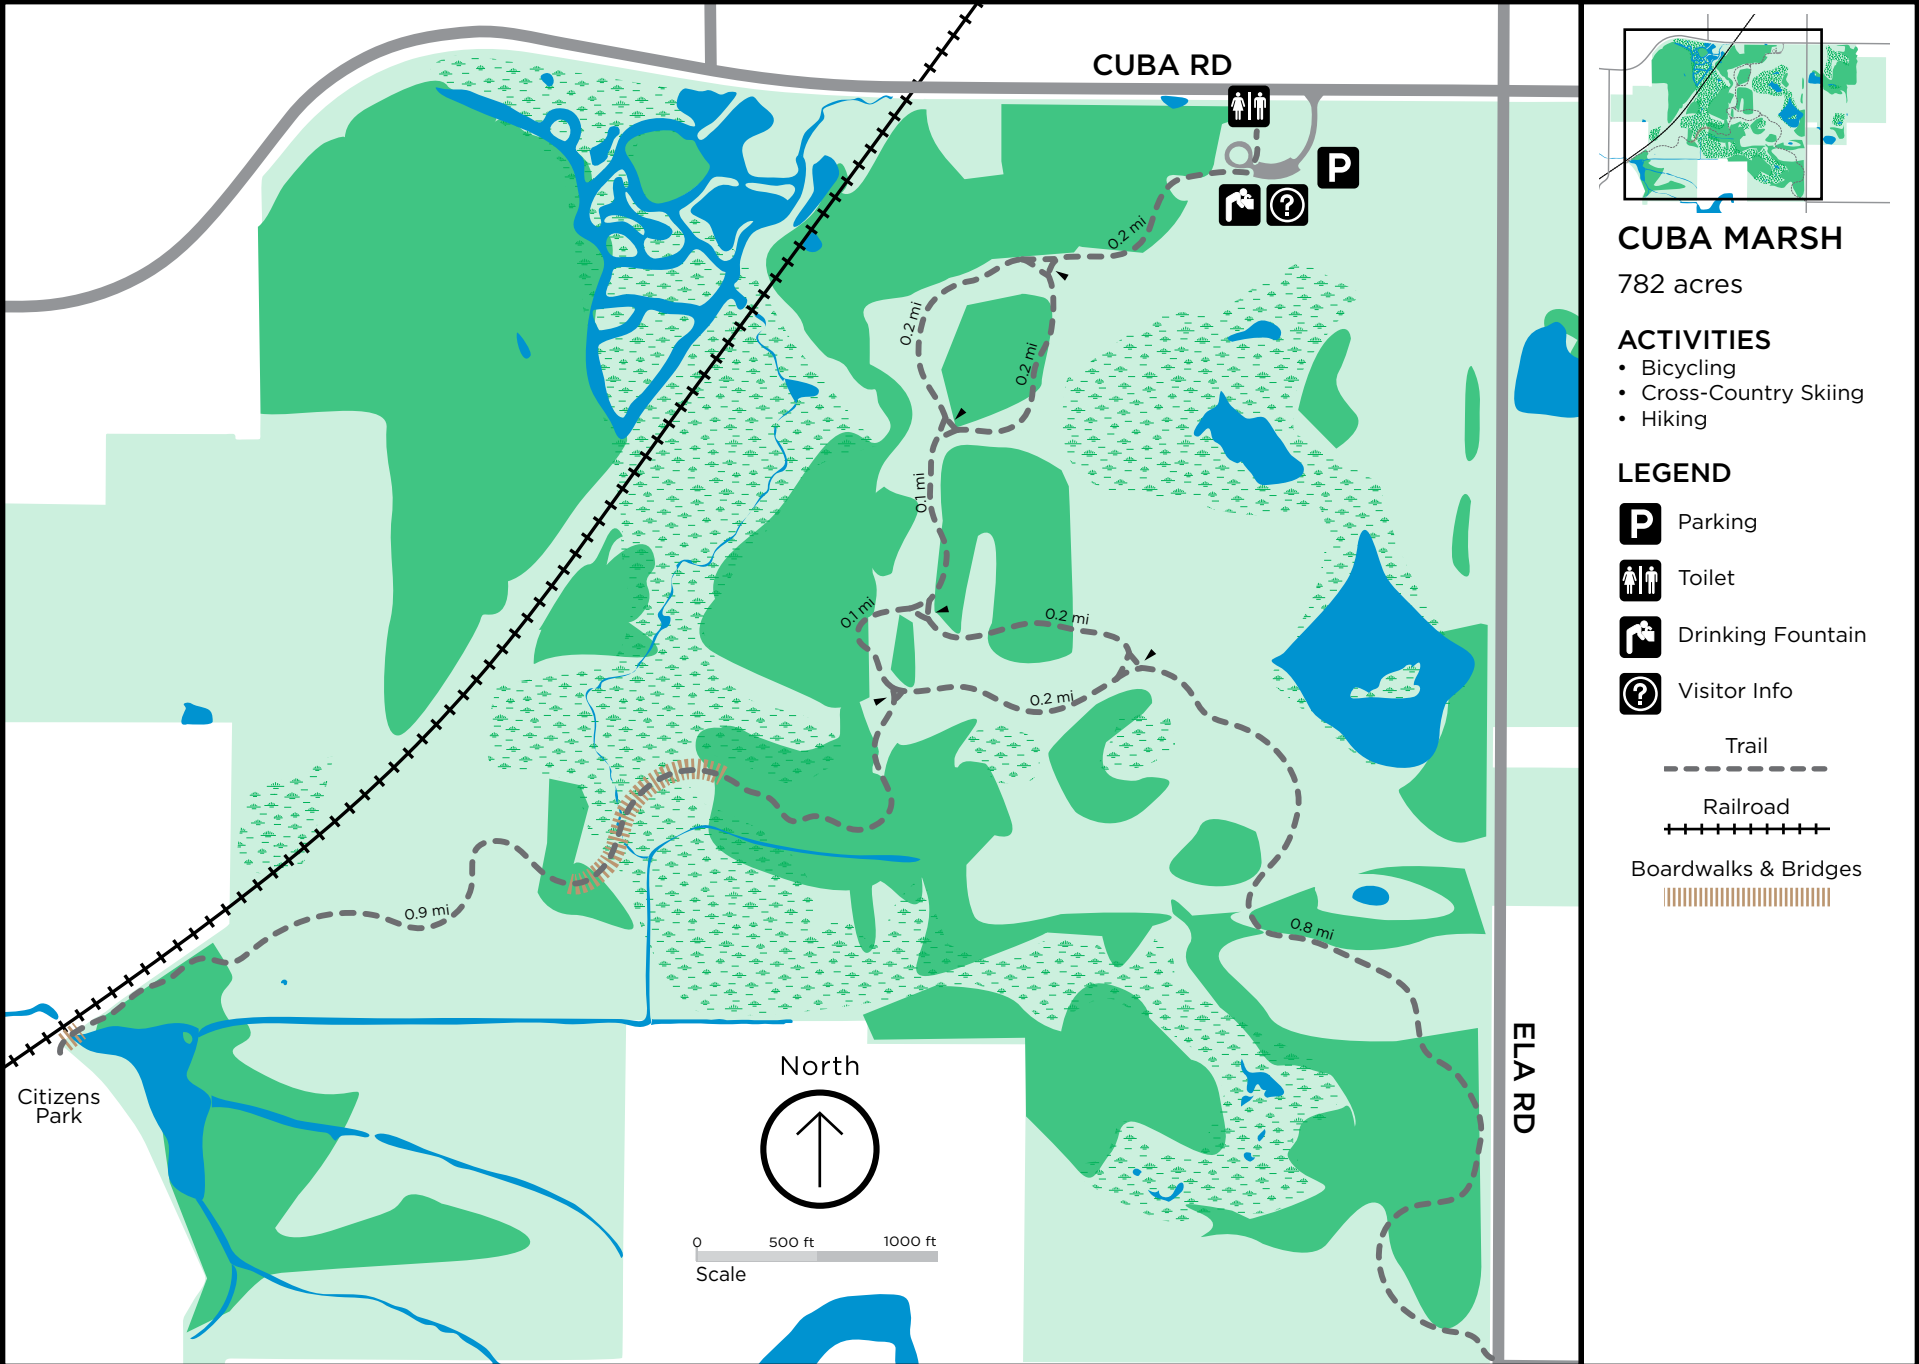 CUBA RD
P
?
0.2 mi
0.2 mi
0.2 mi
0.1 mi
0.1 mi
0.2 mi
0.2 mi
0.9 mi
0.8 mi
Citizens
Park
ELA RD
North
0 500 ft 1000 ft
Scale
CUBA MARSH
782 acres
ACTIVITIES
• Bicycling
• Cross-Country Skiing
• Hiking
LEGEND
P Parking
Toilet
Drinking Fountain
? Visitor Info
Trail
Railroad
Boardwalks & Bridges